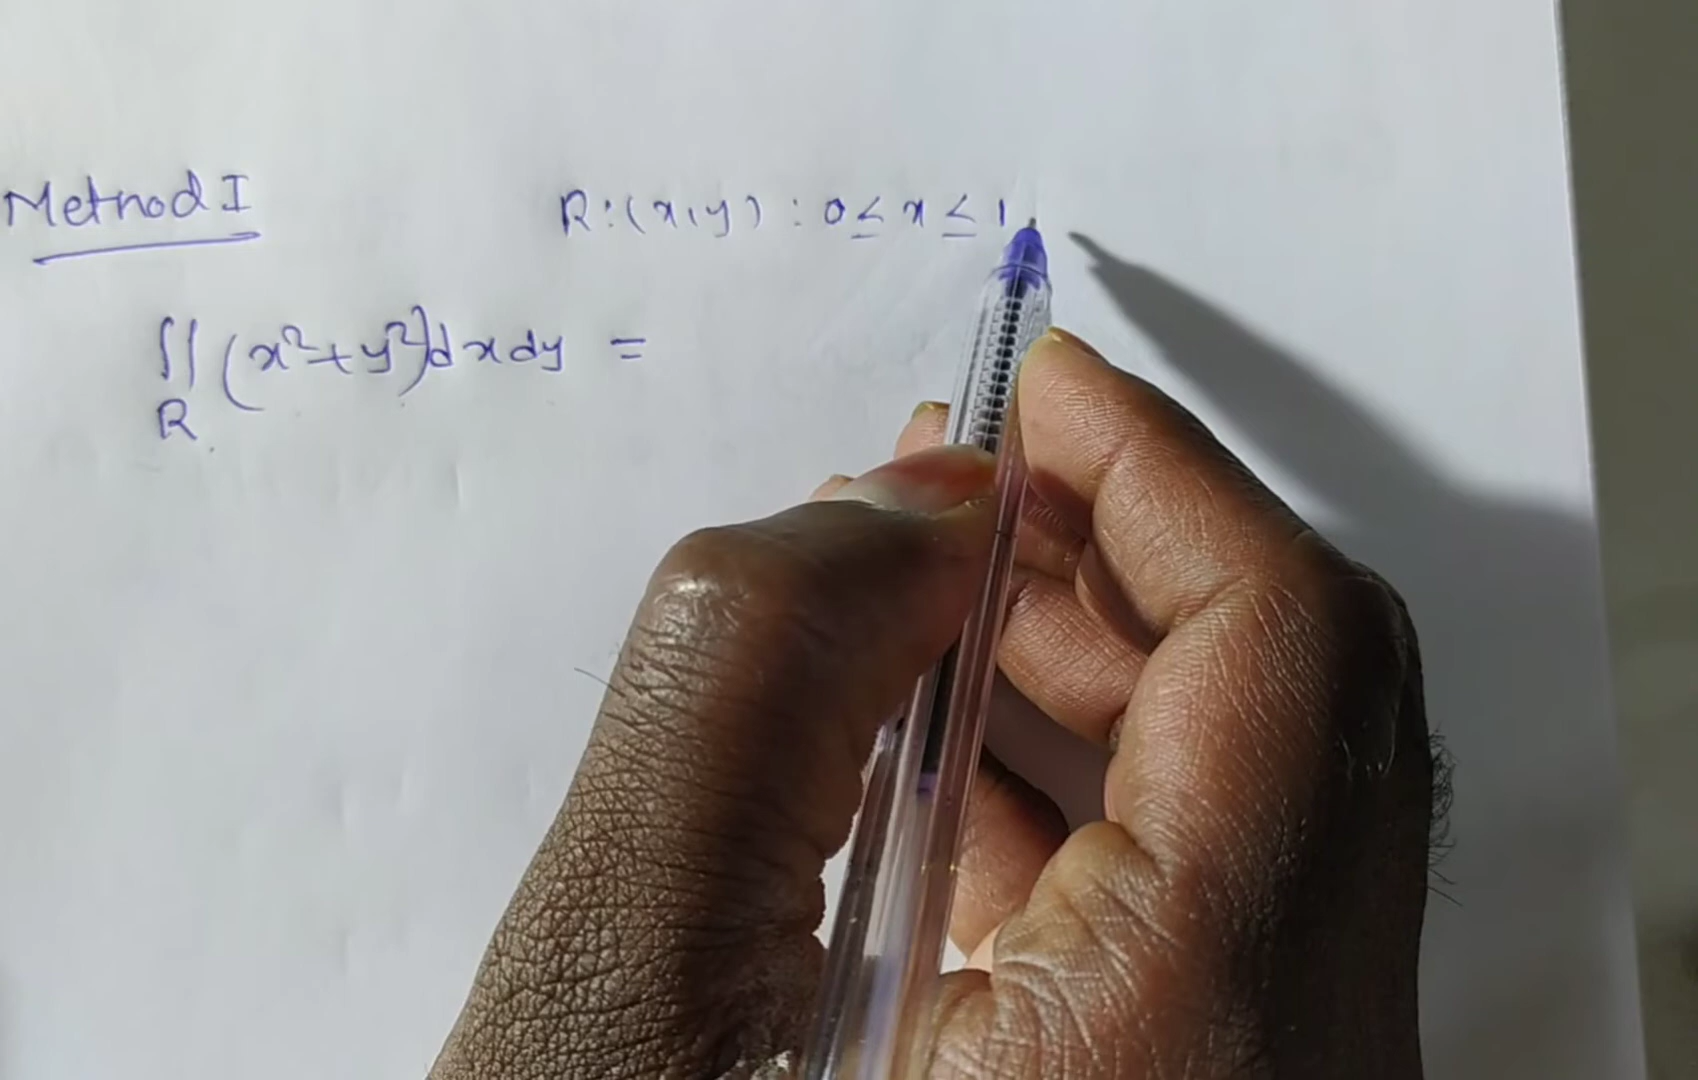 Method I
R:(x,y) : 0 ≤ x ≤ 1
∬(x²+y²)dxdy =
R